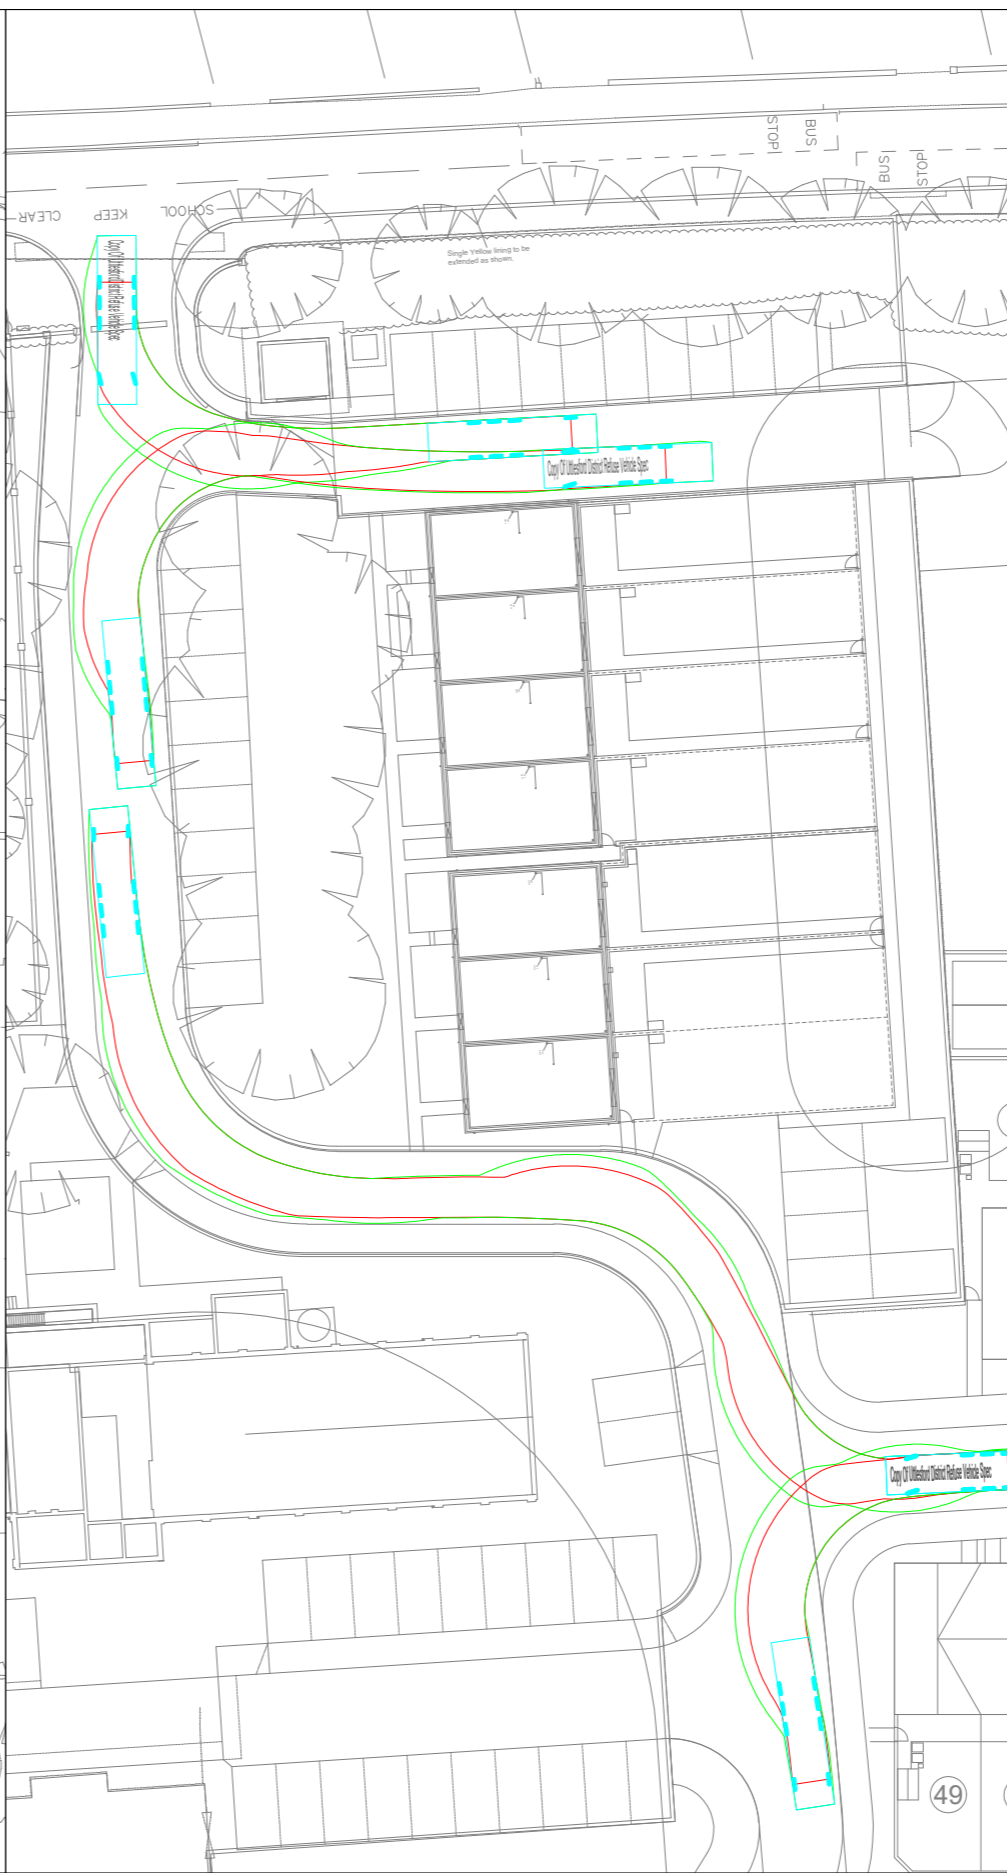 STOP
BUS
BUS
STOP
CLEAR
KEEP
SCHOOL
Copy Of Uttlesford District Refuse Vehicle Spec
Single Yellow lining to be
extended as shown.
Copy Of Uttlesford District Refuse Vehicle Spec
Copy Of Uttlesford District Refuse Vehicle Spec
49